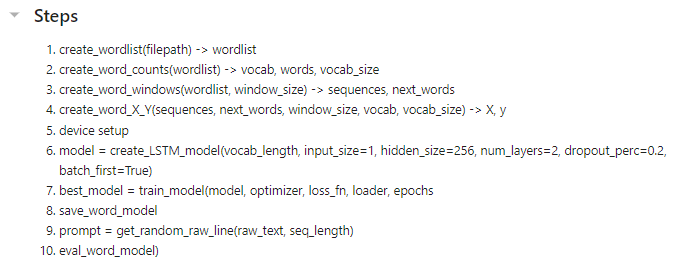 Steps
1. create_wordlist(filepath) -> wordlist
2. create_word_counts(wordlist) -> vocab, words, vocab_size
3. create_word_windows(wordlist, window_size) -> sequences, next_words
4. create_word_X_Y(sequences, next_words, window_size, vocab, vocab_size) -> X, y
5. device setup
6. model = create_LSTM_model(vocab_length, input_size=1, hidden_size=256, num_layers=2, dropout_perc=0.2,
batch_first=True)
7. best_model = train_model(model, optimizer, loss_fn, loader, epochs
8. save_word_model
9. prompt = get_random_raw_line(raw_text, seq_length)
10. eval_word_model)